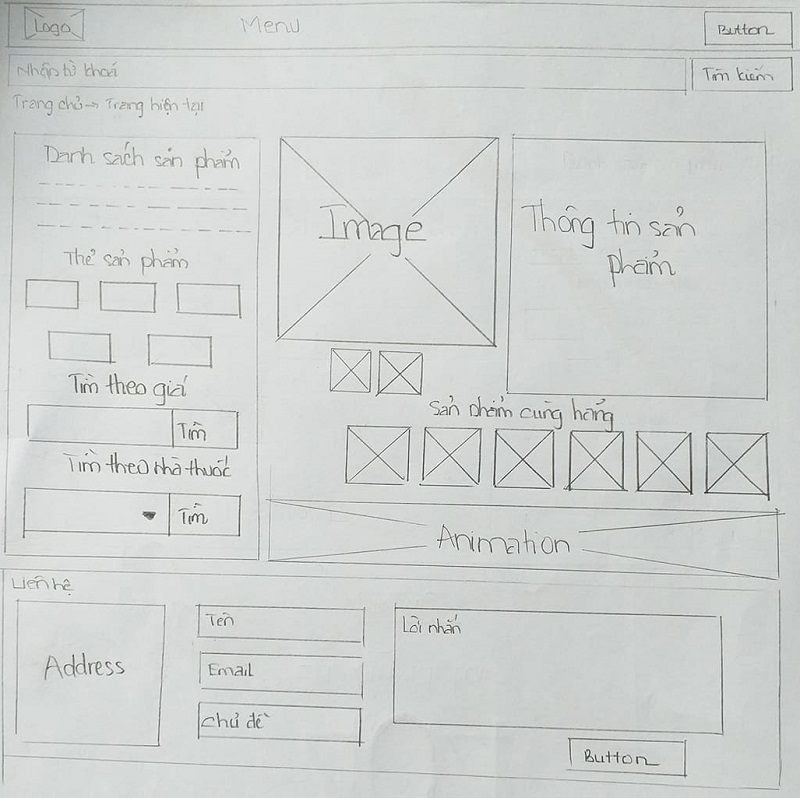 Logo
Menu
Button
Nhập từ khoá
Tìm kiếm
Trang chủ → Trang hiện tại
Danh sách sản phẩm
Thẻ sản phẩm
Tìm theo giá
Tìm
Tìm theo nhà thuốc
Tìm
Image
Thông tin sản
phẩm
Sản phẩm cùng hãng
Animation
Liên hệ
Address
Tên
Email
Chủ đề
Lời nhắn
Button